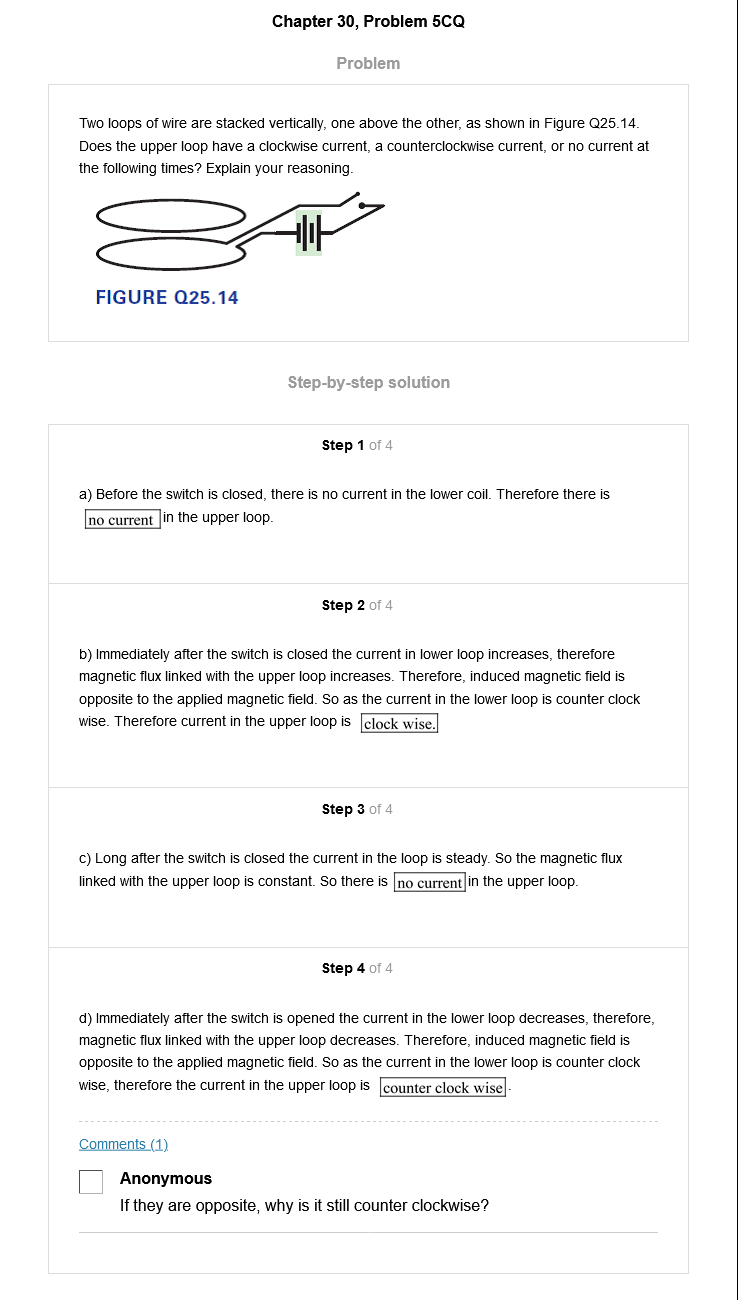 Chapter 30, Problem 5CQ
Problem
Two loops of wire are stacked vertically, one above the other, as shown in Figure Q25.14.
Does the upper loop have a clockwise current, a counterclockwise current, or no current at
the following times? Explain your reasoning.
FIGURE Q25.14
Step-by-step solution
Step 1 of 4
a) Before the switch is closed, there is no current in the lower coil. Therefore there is
no current in the upper loop.
Step 2 of 4
b) Immediately after the switch is closed the current in lower loop increases, therefore
magnetic flux linked with the upper loop increases. Therefore, induced magnetic field is
opposite to the applied magnetic field. So as the current in the lower loop is counter clock
wise. Therefore current in the upper loop is clock wise.
Step 3 of 4
c) Long after the switch is closed the current in the loop is steady. So the magnetic flux
linked with the upper loop is constant. So there is no current in the upper loop.
Step 4 of 4
d) Immediately after the switch is opened the current in the lower loop decreases, therefore,
magnetic flux linked with the upper loop decreases. Therefore, induced magnetic field is
opposite to the applied magnetic field. So as the current in the lower loop is counter clock
wise, therefore the current in the upper loop is counter clock wise.
Comments (1)
Anonymous
If they are opposite, why is it still counter clockwise?